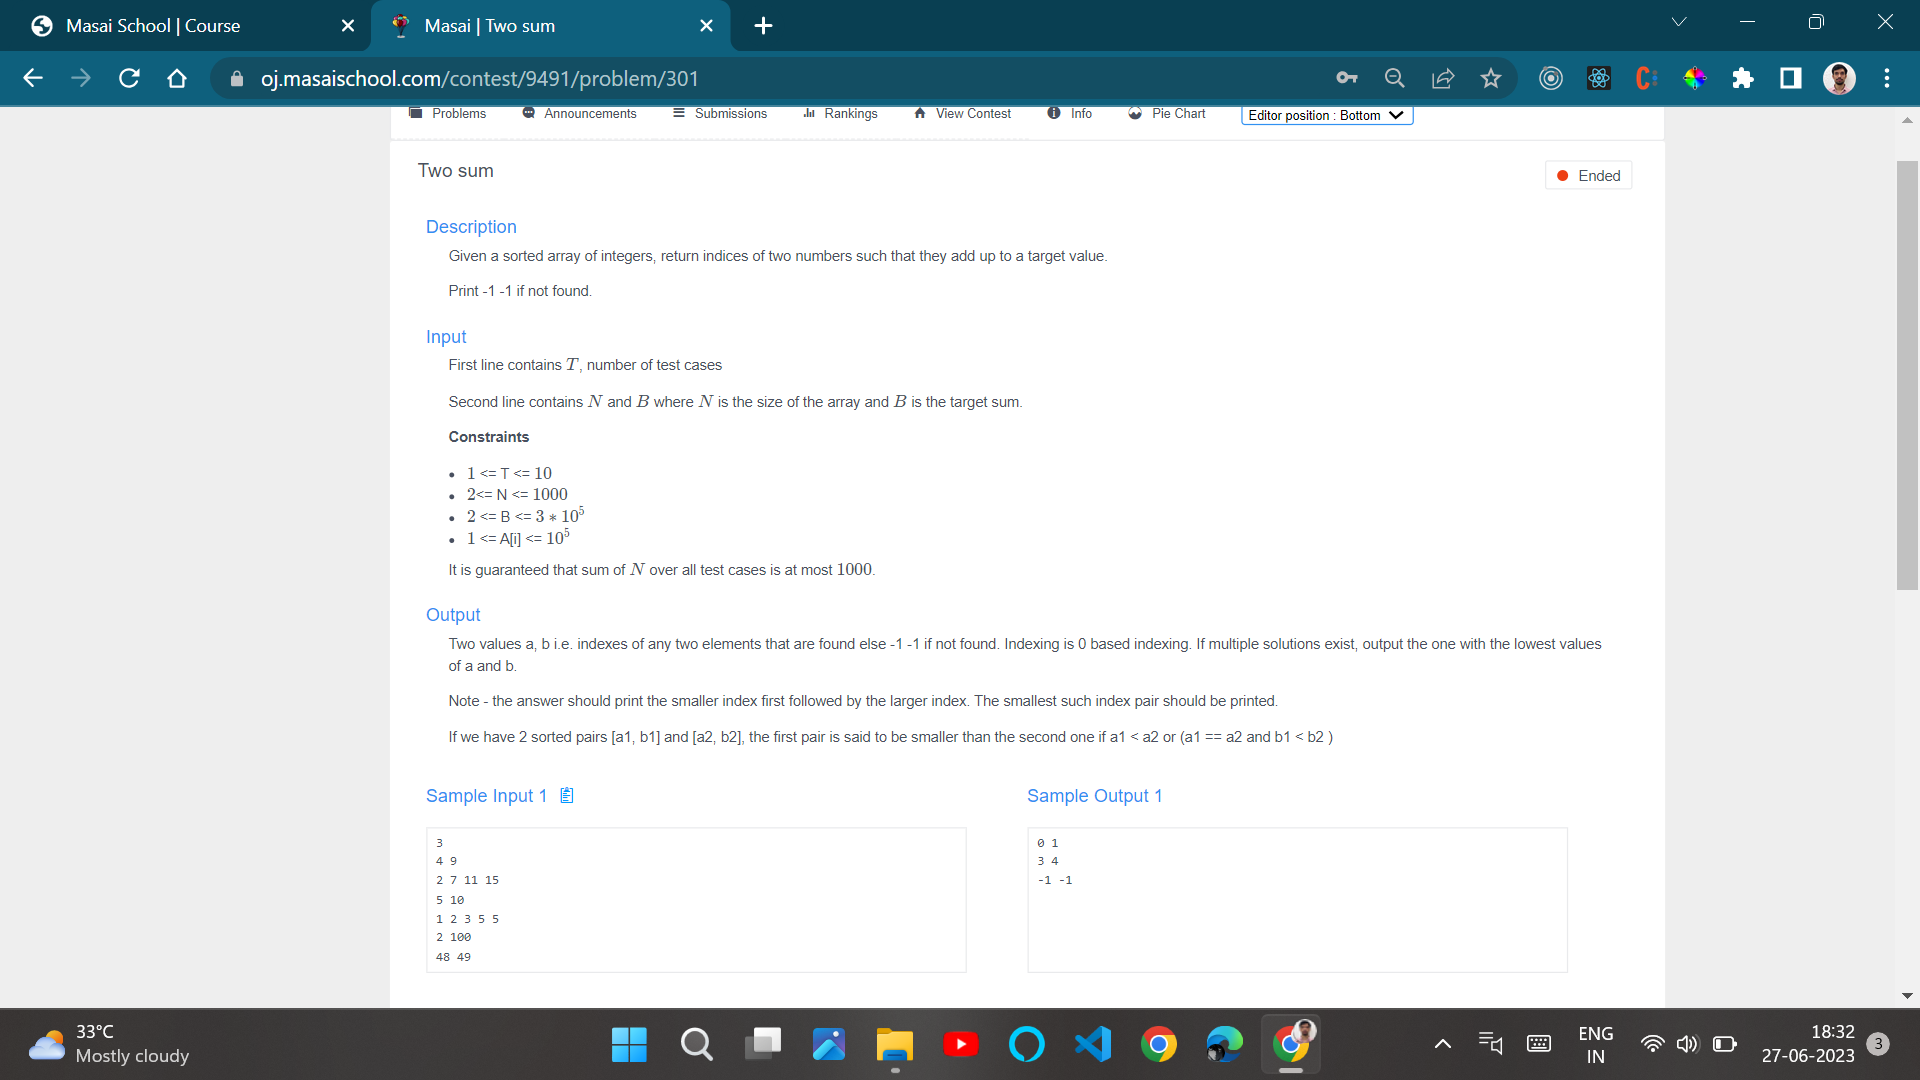 Masai School | Course
Masai | Two sum
oj.masaischool.com/contest/9491/problem/301
Problems
Announcements
Submissions
Rankings
View Contest
Info
Pie Chart
Editor position : Bottom
Two sum
Ended
Description
Given a sorted array of integers, return indices of two numbers such that they add up to a target value.
Print -1 -1 if not found.
Input
First line contains T, number of test cases
Second line contains N and B where N is the size of the array and B is the target sum.
Constraints
• 1 <= T <= 10
• 2<= N <= 1000
• 2 <= B <= 3 * 10⁵
• 1 <= A[i] <= 10⁵
It is guaranteed that sum of N over all test cases is at most 1000.
Output
Two values a, b i.e. indexes of any two elements that are found else -1 -1 if not found. Indexing is 0 based indexing. If multiple solutions exist, output the one with the lowest values
of a and b.
Note - the answer should print the smaller index first followed by the larger index. The smallest such index pair should be printed.
If we have 2 sorted pairs [a1, b1] and [a2, b2], the first pair is said to be smaller than the second one if a1 < a2 or (a1 == a2 and b1 < b2 )
Sample Input 1
3
4 9
2 7 11 15
5 10
1 2 3 5 5
2 100
48 49
Sample Output 1
0 1
3 4
-1 -1
33°C
Mostly cloudy
ENG
IN
18:32
27-06-2023
3